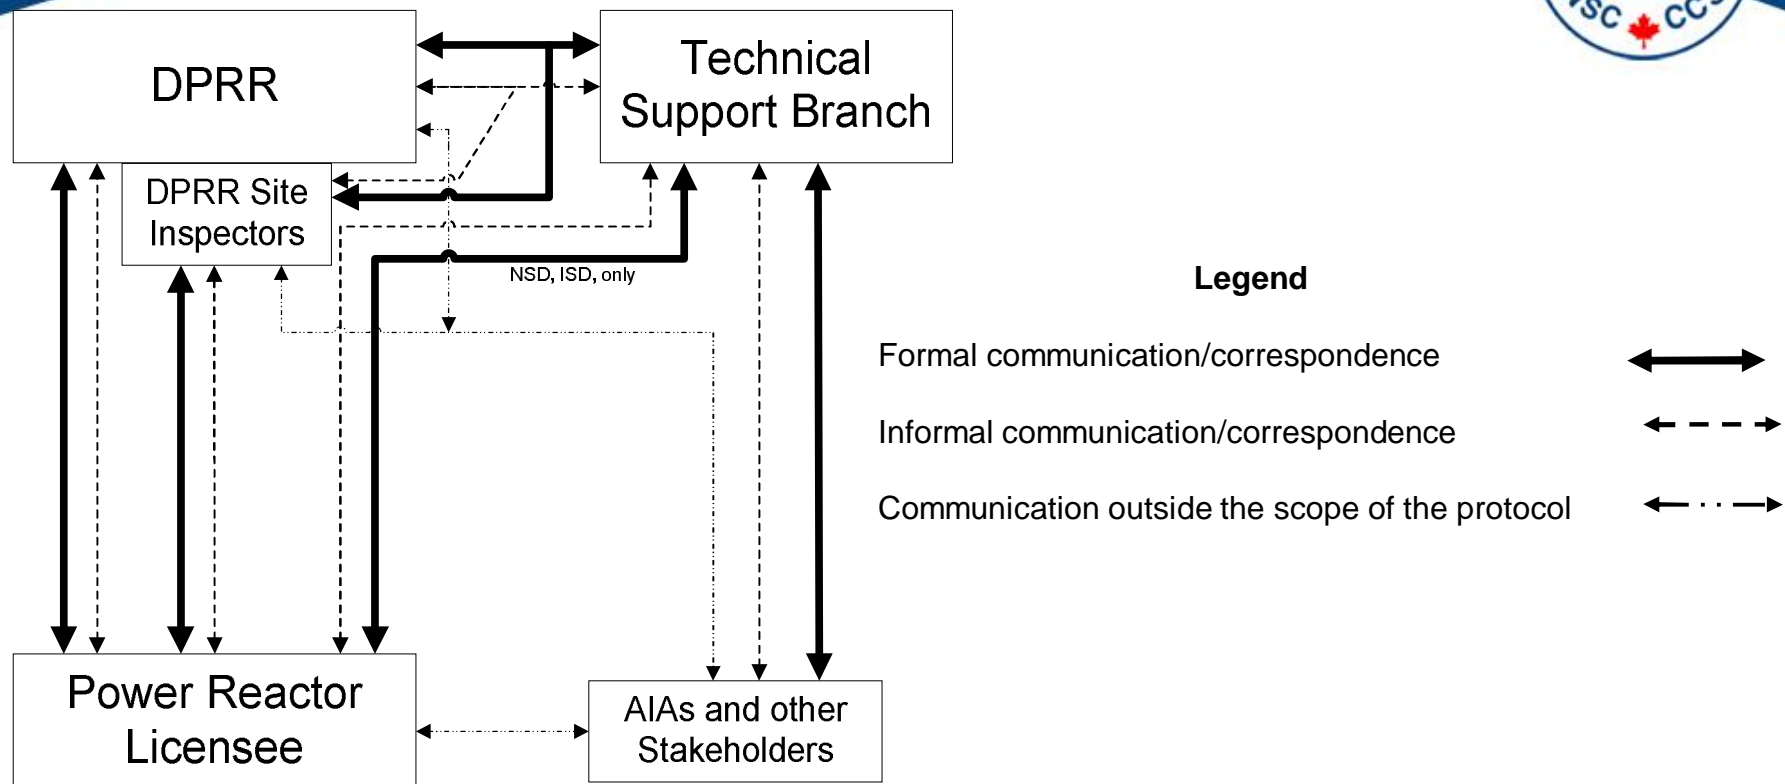 DPRR
Technical
Support Branch
DPRR Site
Inspectors
NSD, ISD, only
Power Reactor
Licensee
AIAs and other
Stakeholders
Legend
Formal communication/correspondence
Informal communication/correspondence
Communication outside the scope of the protocol